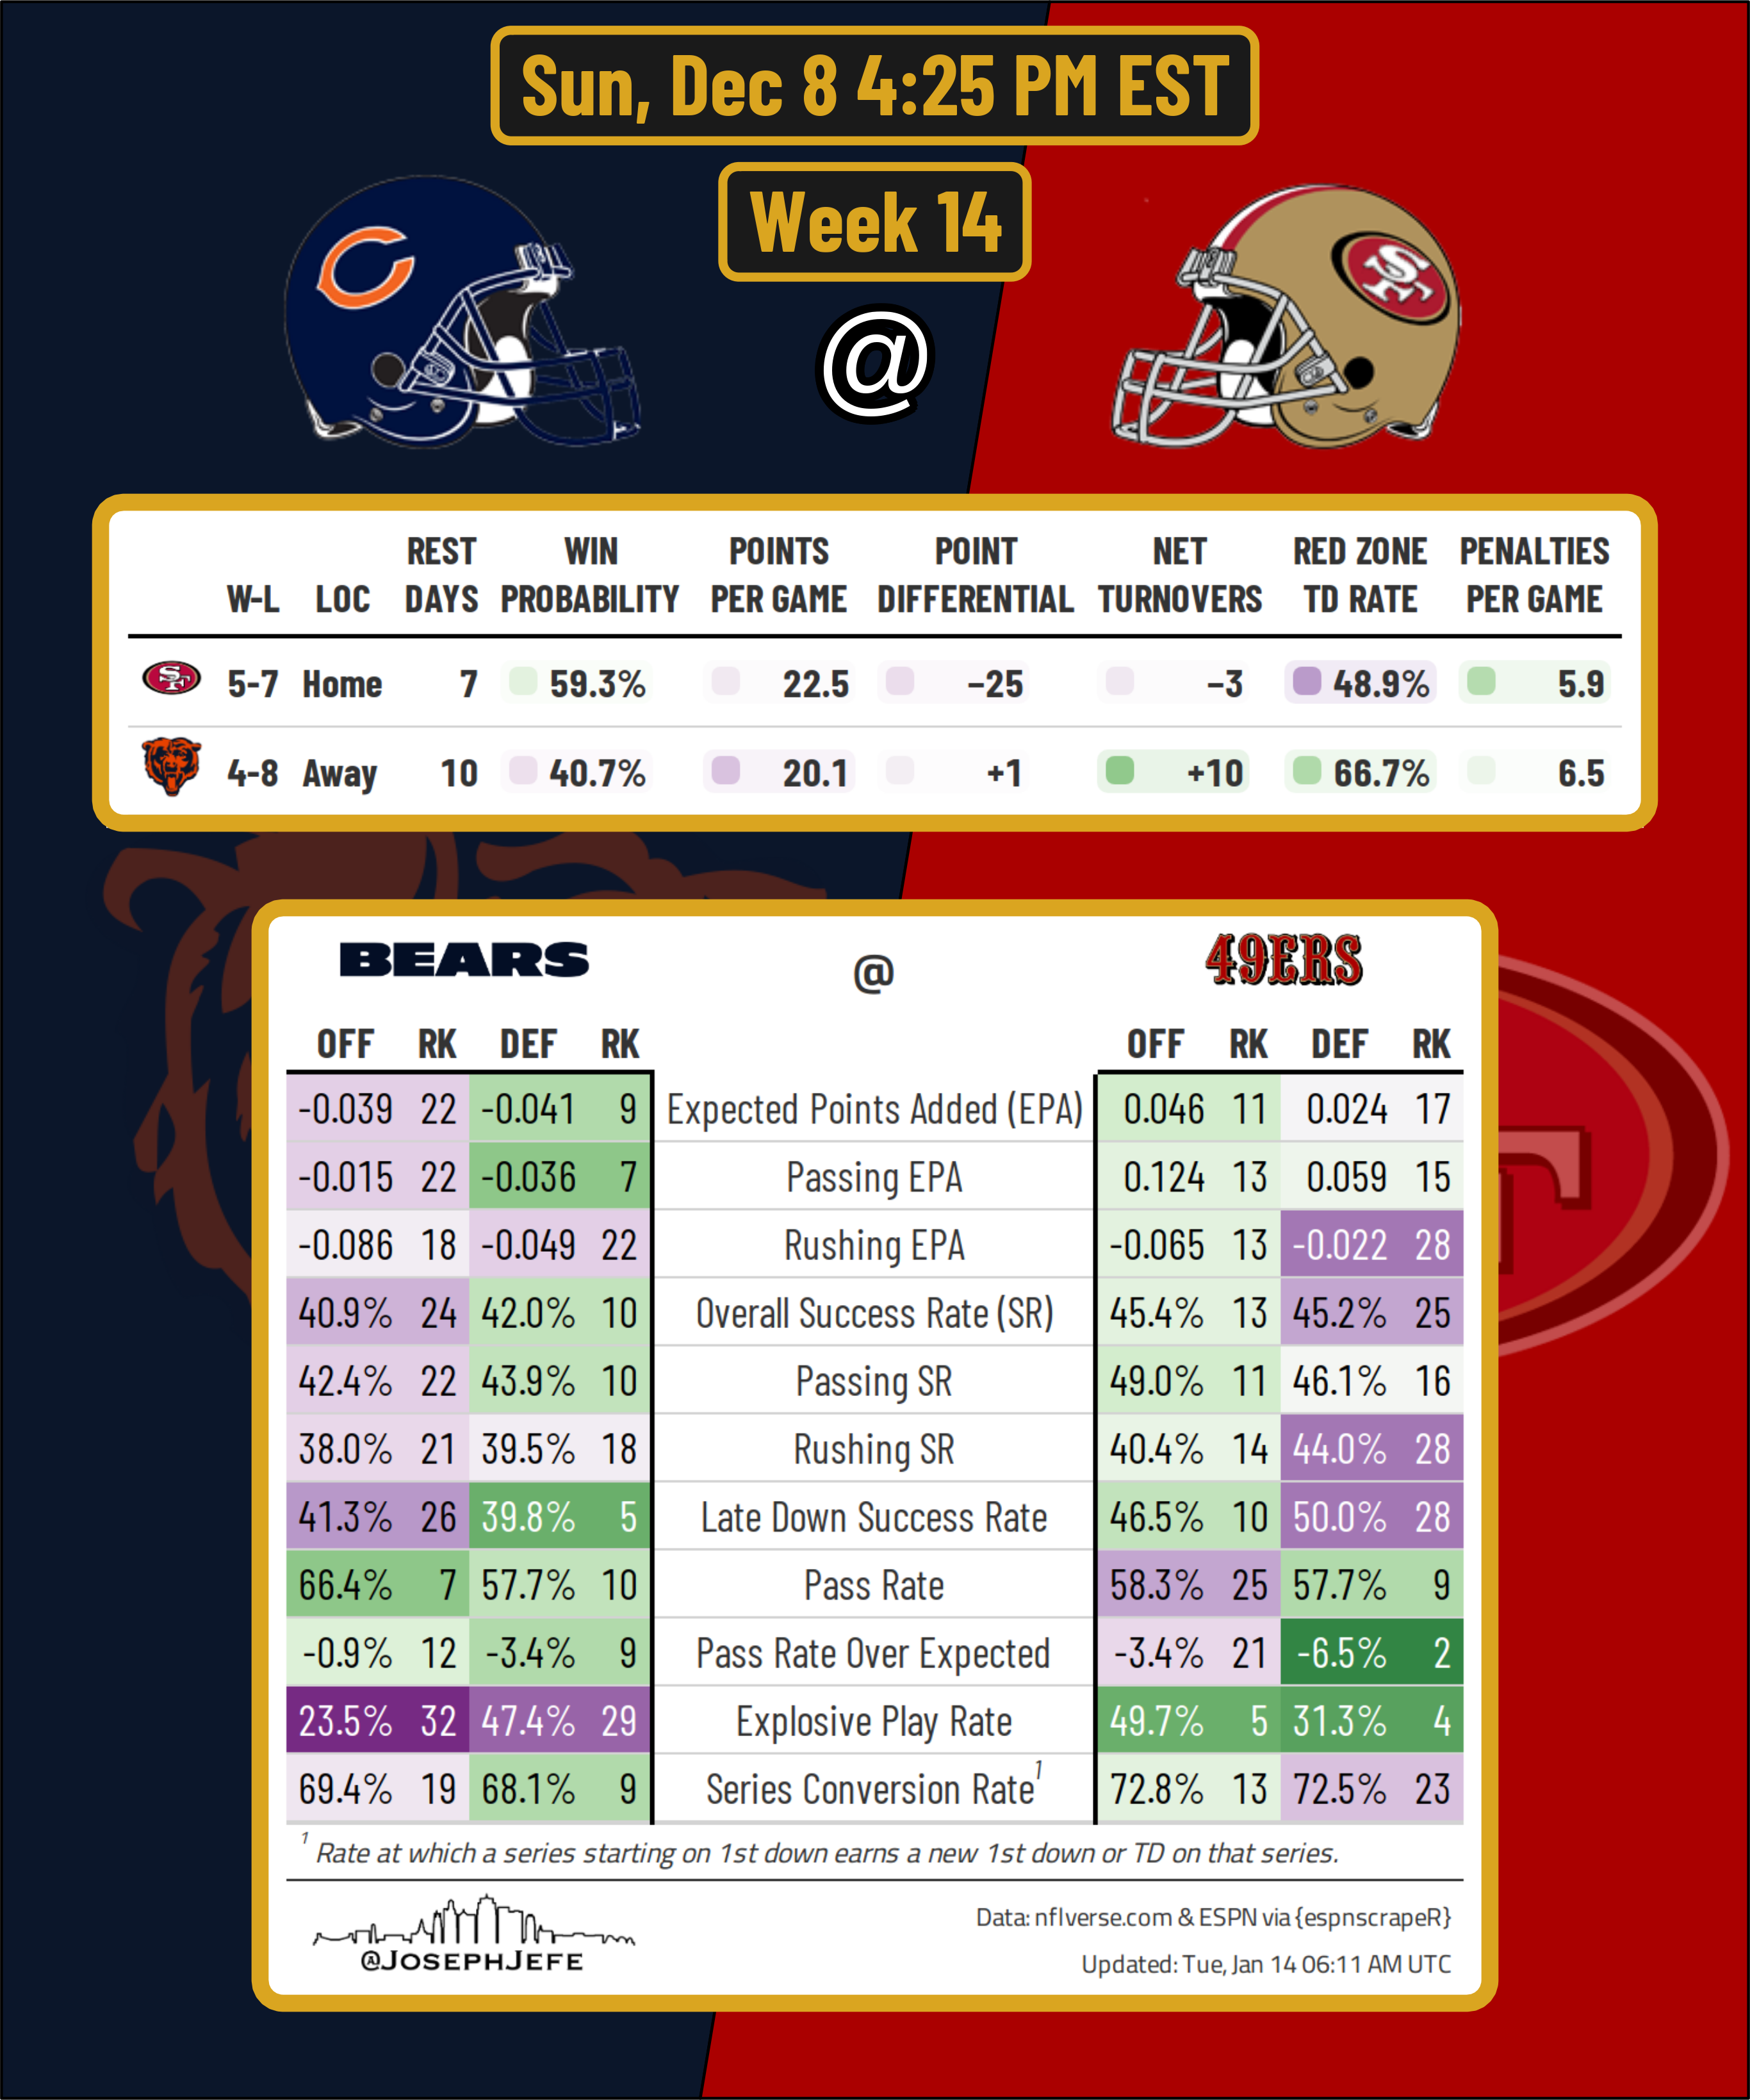 Sun, Dec 8 4:25 PM EST
Week 14
@
W-L LOC REST DAYS WIN PROBABILITY POINTS PER GAME POINT DIFFERENTIAL NET TURNOVERS RED ZONE TD RATE PENALTIES PER GAME
SF 5-7 Home 7 59.3% 22.5 −25 −3 48.9% 5.9
4-8 Away 10 40.7% 20.1 +1 +10 66.7% 6.5
BEARS @ 49ERS
OFF RK DEF RK OFF RK DEF RK
-0.039 22 -0.041 9 Expected Points Added (EPA) 0.046 11 0.024 17
-0.015 22 -0.036 7 Passing EPA 0.124 13 0.059 15
-0.086 18 -0.049 22 Rushing EPA -0.065 13 -0.022 28
40.9% 24 42.0% 10 Overall Success Rate (SR) 45.4% 13 45.2% 25
42.4% 22 43.9% 10 Passing SR 49.0% 11 46.1% 16
38.0% 21 39.5% 18 Rushing SR 40.4% 14 44.0% 28
41.3% 26 39.8% 5 Late Down Success Rate 46.5% 10 50.0% 28
66.4% 7 57.7% 10 Pass Rate 58.3% 25 57.7% 9
-0.9% 12 -3.4% 9 Pass Rate Over Expected -3.4% 21 -6.5% 2
23.5% 32 47.4% 29 Explosive Play Rate 49.7% 5 31.3% 4
69.4% 19 68.1% 9 Series Conversion Rate¹ 72.8% 13 72.5% 23
¹ Rate at which a series starting on 1st down earns a new 1st down or TD on that series.
@JOSEPHJEFE
Data: nflverse.com & ESPN via {espnscrapeR}
Updated: Tue, Jan 14 06:11 AM UTC